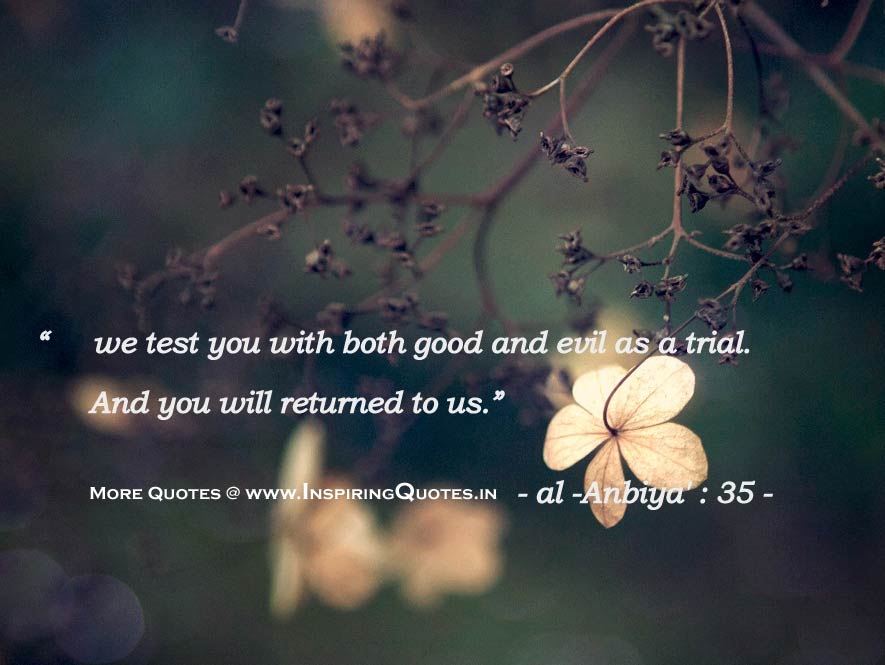 “ we test you with both good and evil as a trial.
And you will returned to us.”
More Quotes @ www.InspiringQuotes.in - al -Anbiya' : 35 -